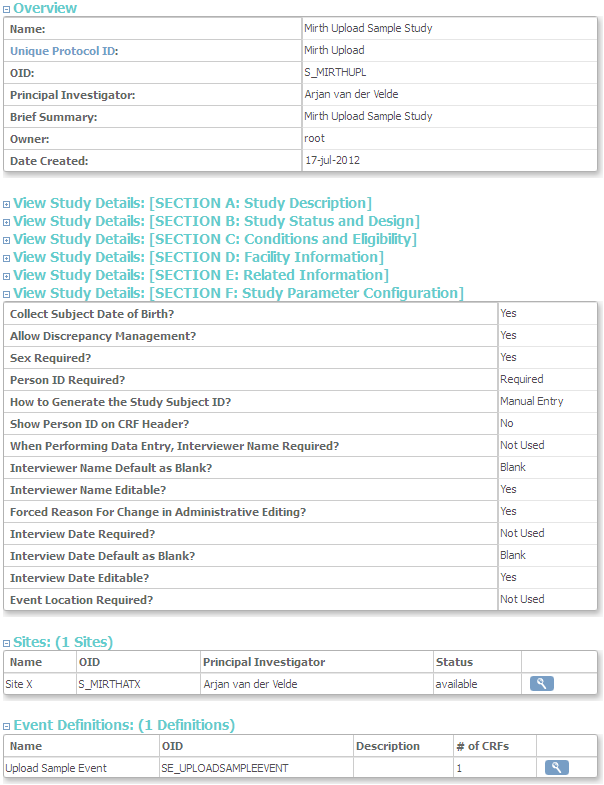 Overview
Name: Mirth Upload Sample Study
Unique Protocol ID: Mirth Upload
OID: S_MIRTHUPL
Principal Investigator: Arjan van der Velde
Brief Summary: Mirth Upload Sample Study
Owner: root
Date Created: 17-jul-2012
View Study Details: [SECTION A: Study Description]
View Study Details: [SECTION B: Study Status and Design]
View Study Details: [SECTION C: Conditions and Eligibility]
View Study Details: [SECTION D: Facility Information]
View Study Details: [SECTION E: Related Information]
View Study Details: [SECTION F: Study Parameter Configuration]
Collect Subject Date of Birth? Yes
Allow Discrepancy Management? Yes
Sex Required? Yes
Person ID Required? Required
How to Generate the Study Subject ID? Manual Entry
Show Person ID on CRF Header? No
When Performing Data Entry, Interviewer Name Required? Not Used
Interviewer Name Default as Blank? Blank
Interviewer Name Editable? Yes
Forced Reason For Change in Administrative Editing? Yes
Interview Date Required? Not Used
Interview Date Default as Blank? Blank
Interview Date Editable? Yes
Event Location Required? Not Used
Sites: (1 Sites)
Name OID Principal Investigator Status
Site X S_MIRTHATX Arjan van der Velde available
Event Definitions: (1 Definitions)
Name OID Description # of CRFs
Upload Sample Event SE_UPLOADSAMPLEEVENT 1